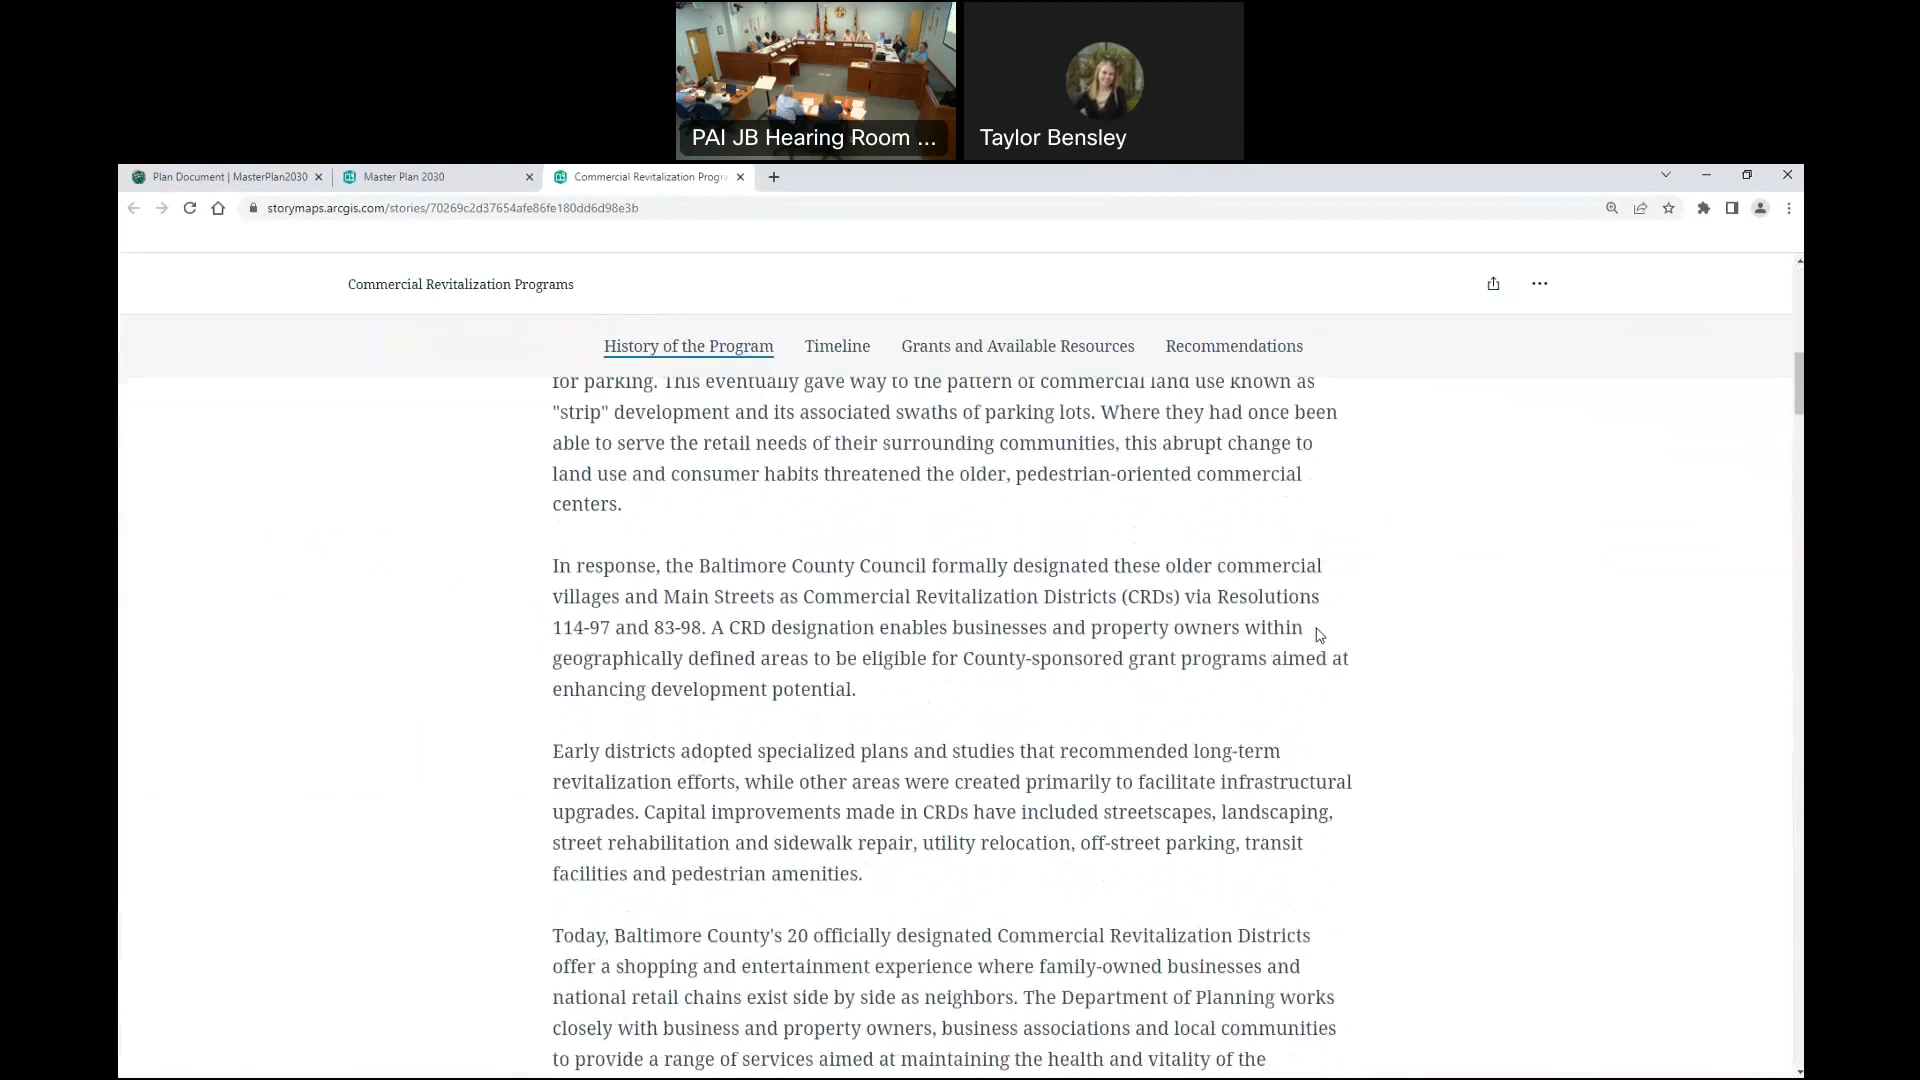 PAI JB Hearing Room ...
Taylor Bensley
Plan Document | MasterPlan2030
Master Plan 2030
Commercial Revitalization Progr
storymaps.arcgis.com/stories/70269c2d37654afe86fe180dd6d98e3b
Commercial Revitalization Programs
History of the Program Timeline Grants and Available Resources Recommendations
for parking. This eventually gave way to the pattern of commercial land use known as
"strip" development and its associated swaths of parking lots. Where they had once been
able to serve the retail needs of their surrounding communities, this abrupt change to
land use and consumer habits threatened the older, pedestrian-oriented commercial
centers.
In response, the Baltimore County Council formally designated these older commercial
villages and Main Streets as Commercial Revitalization Districts (CRDs) via Resolutions
114-97 and 83-98. A CRD designation enables businesses and property owners within
geographically defined areas to be eligible for County-sponsored grant programs aimed at
enhancing development potential.
Early districts adopted specialized plans and studies that recommended long-term
revitalization efforts, while other areas were created primarily to facilitate infrastructural
upgrades. Capital improvements made in CRDs have included streetscapes, landscaping,
street rehabilitation and sidewalk repair, utility relocation, off-street parking, transit
facilities and pedestrian amenities.
Today, Baltimore County's 20 officially designated Commercial Revitalization Districts
offer a shopping and entertainment experience where family-owned businesses and
national retail chains exist side by side as neighbors. The Department of Planning works
closely with business and property owners, business associations and local communities
to provide a range of services aimed at maintaining the health and vitality of the